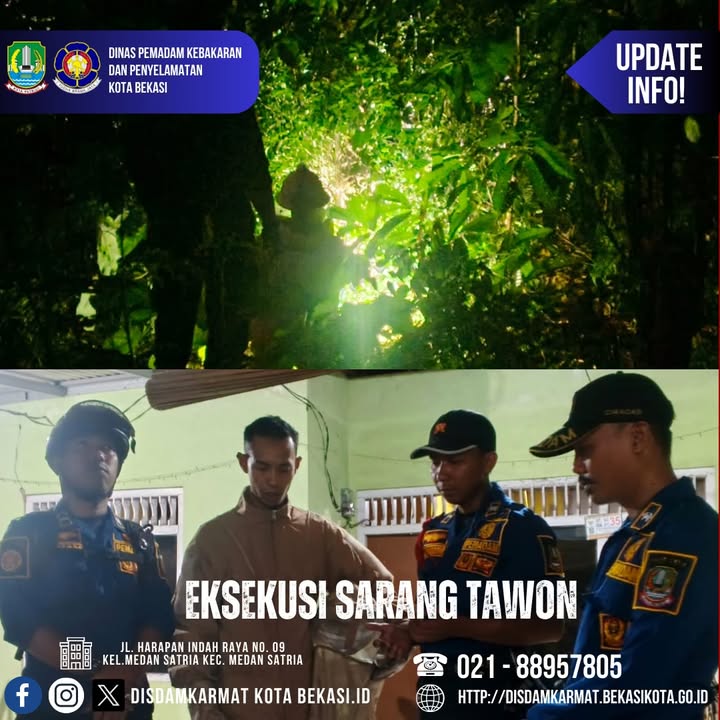 DINAS PEMADAM KEBAKARAN
DAN PENYELAMATAN
KOTA BEKASI
UPDATE
INFO!
EKSEKUSI SARANG TAWON
JL. HARAPAN INDAH RAYA NO. 09
KEL.MEDAN SATRIA KEC. MEDAN SATRIA
021 - 88957805
DISDAMKARMAT KOTA BEKASI.ID
HTTP://DISDAMKARMAT.BEKASIKOTA.GO.ID